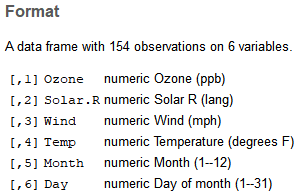 Format
A data frame with 154 observations on 6 variables.
[,1] Ozone numeric Ozone (ppb)
[,2] Solar.R numeric Solar R (lang)
[,3] Wind numeric Wind (mph)
[,4] Temp numeric Temperature (degrees F)
[,5] Month numeric Month (1--12)
[,6] Day numeric Day of month (1--31)